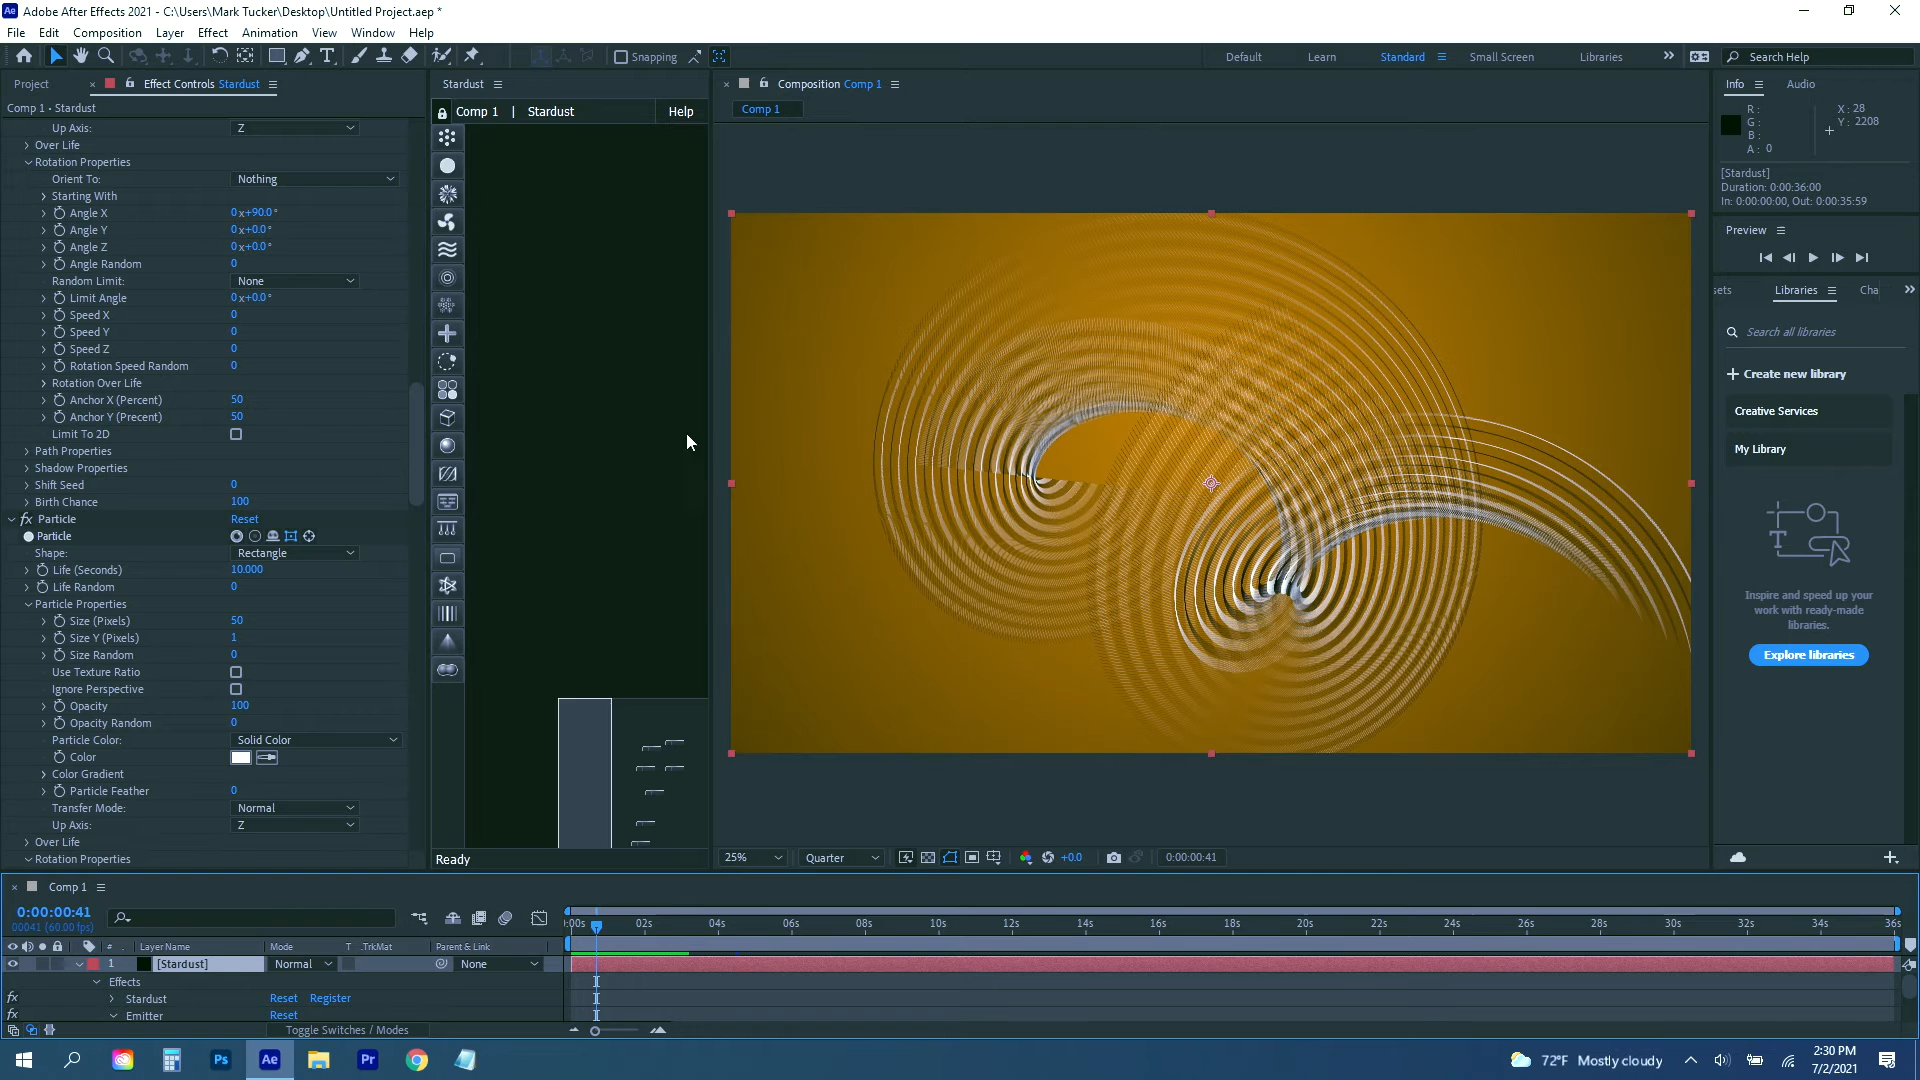 Ae Adobe After Effects 2021 - C:\Users\Mark Tucker\Desktop\Untitled Project.aep *
File Edit Composition Layer Effect Animation View Window Help
T Snapping Default Learn Standard Small Screen Libraries Search Help
Project Effect Controls Stardust
Comp 1 • Stardust
Up Axis: Z
Over Life
Rotation Properties
Orient To: Nothing
Starting With
Angle X 0x+90.0°
Angle Y 0x+0.0°
Angle Z 0x+0.0°
Angle Random 0
Random Limit: None
Limit Angle 0x+0.0°
Speed X 0
Speed Y 0
Speed Z 0
Rotation Speed Random 0
Rotation Over Life
Anchor X (Percent) 50
Anchor Y (Precent) 50
Limit To 2D
Path Properties
Shadow Properties
Shift Seed 0
Birth Chance 100
fx Particle Reset
Particle
Shape: Rectangle
Life (Seconds) 10.000
Life Random 0
Particle Properties
Size (Pixels) 50
Size Y (Pixels) 1
Size Random 0
Use Texture Ratio
Ignore Perspective
Opacity 100
Opacity Random 0
Particle Color: Solid Color
Color
Color Gradient
Particle Feather 0
Transfer Mode: Normal
Up Axis: Z
Over Life
Rotation Properties
Stardust
Comp 1 | Stardust Help
Ready
Composition Comp 1
Comp 1
25% Quarter +0.0 0:00:00:41
Info Audio
R: X: 28
G: Y: 2208
B:
A: 0
[Stardust]
Duration: 0:00:36:00
In: 0:00:00:00, Out: 0:00:35:59
Preview
sets Libraries Cha
Search all libraries
Create new library
Creative Services
My Library
T
Inspire and speed up your
work with ready-made
libraries.
Explore libraries
Comp 1
0:00:00:41
00041 (60.00 fps)
:00s 02s 04s 06s 08s 10s 12s 14s 16s 18s 20s 22s 24s 26s 28s 30s 32s 34s 36s
# Layer Name Mode T .TrkMat Parent & Link
1 [Stardust] Normal None
Effects
fx Stardust Reset Register
fx Emitter Reset
Toggle Switches / Modes
Ps Ae Pr 72°F Mostly cloudy 2:30 PM
7/2/2021